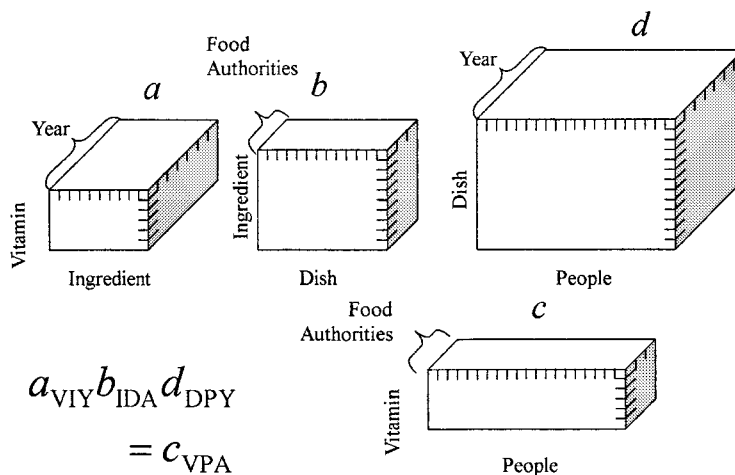 Food
Authorities
a
b
d
Year
Year
Vitamin
Ingredient
Ingredient
Dish
Dish
People
Food
Authorities
c
Vitamin
People
a_VIY b_IDA d_DPY
= c_VPA